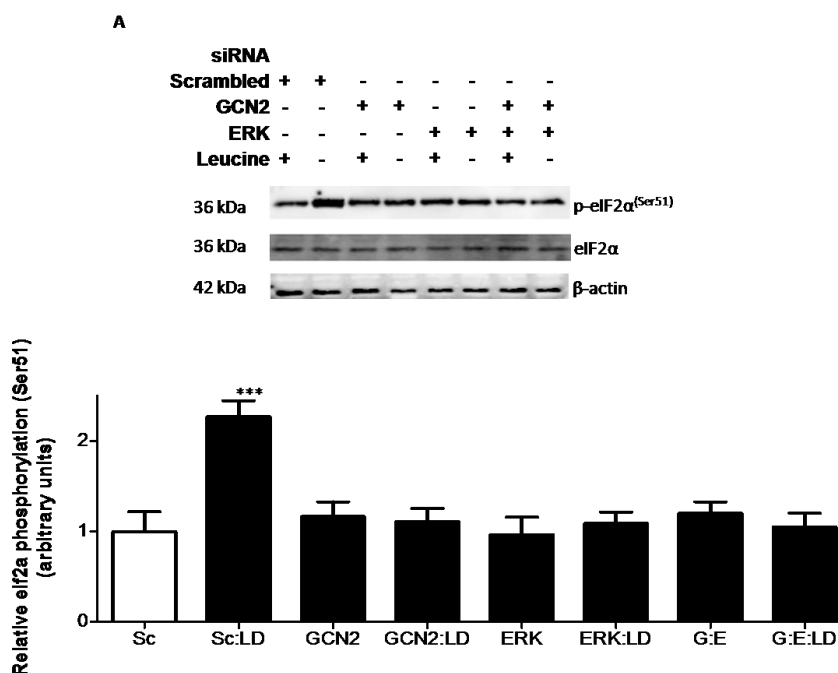 A
siRNA
Scrambled + + - - - - - -
GCN2 - - + + - - + +
ERK - - - - + + + +
Leucine + - + - + - + -
36 kDa p-eIF2α(Ser51)
36 kDa eIF2α
42 kDa β-actin
Relative eIf2a phosphorylation (Ser51)
(arbitrary units)
***
2
1
0
Sc Sc:LD GCN2 GCN2:LD ERK ERK:LD G:E G:E:LD